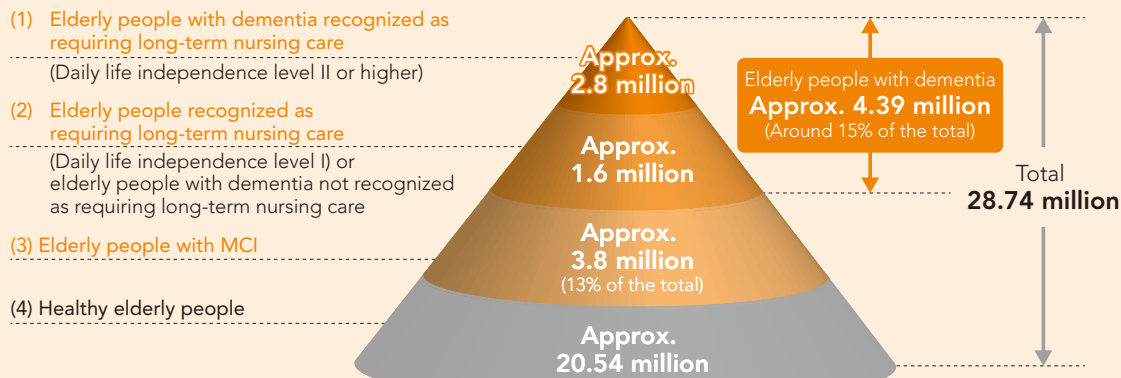 (1) Elderly people with dementia recognized as
requiring long-term nursing care
(Daily life independence level II or higher)
(2) Elderly people recognized as
requiring long-term nursing care
(Daily life independence level I) or
elderly people with dementia not recognized
as requiring long-term nursing care
(3) Elderly people with MCI
(4) Healthy elderly people
Approx.
2.8 million
Approx.
1.6 million
Approx.
3.8 million
(13% of the total)
Approx.
20.54 million
Elderly people with dementia
Approx. 4.39 million
(Around 15% of the total)
Total
28.74 million